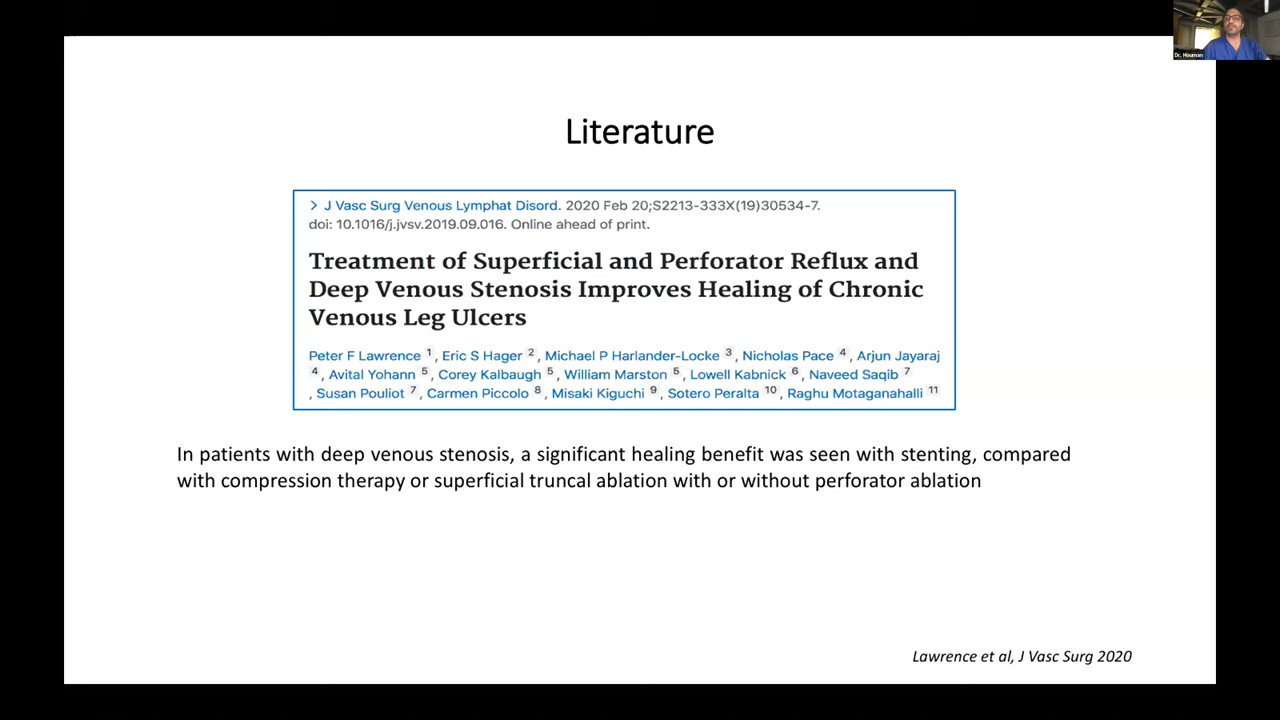 Dr. Houman
Literature
> J Vasc Surg Venous Lymphat Disord. 2020 Feb 20;S2213-333X(19)30534-7.
doi: 10.1016/j.jvsv.2019.09.016. Online ahead of print.
Treatment of Superficial and Perforator Reflux and
Deep Venous Stenosis Improves Healing of Chronic
Venous Leg Ulcers
Peter F Lawrence 1, Eric S Hager 2, Michael P Harlander-Locke 3, Nicholas Pace 4, Arjun Jayaraj
4, Avital Yohann 5, Corey Kalbaugh 5, William Marston 5, Lowell Kabnick 6, Naveed Saqib 7
, Susan Pouliot 7, Carmen Piccolo 8, Misaki Kiguchi 9, Sotero Peralta 10, Raghu Motaganahalli 11
In patients with deep venous stenosis, a significant healing benefit was seen with stenting, compared
with compression therapy or superficial truncal ablation with or without perforator ablation
Lawrence et al, J Vasc Surg 2020